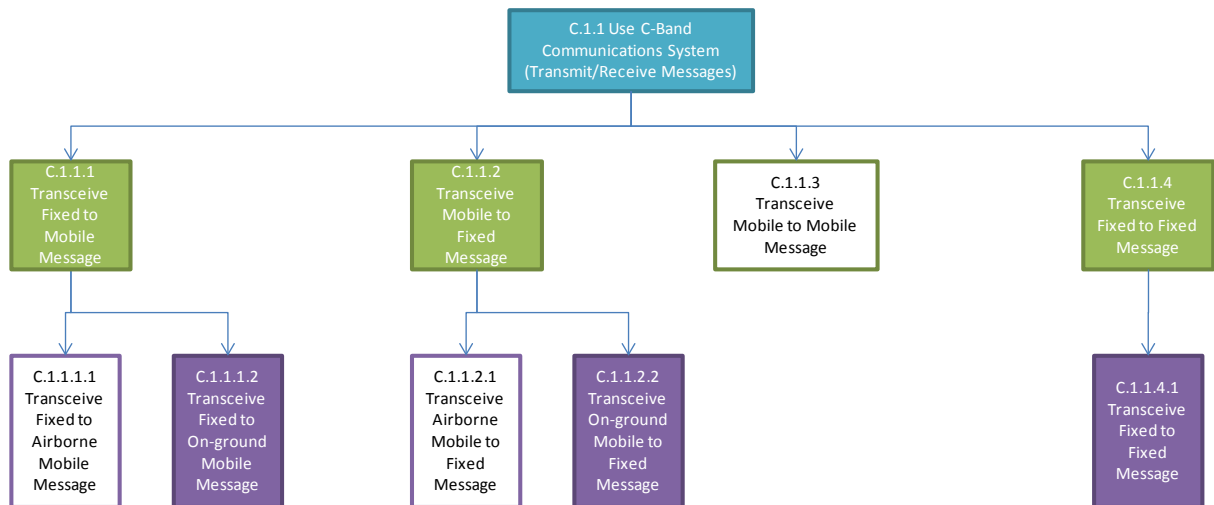 C.1.1 Use C-Band
Communications System
(Transmit/Receive Messages)
C.1.1.1
Transceive
Fixed to
Mobile
Message
C.1.1.2
Transceive
Mobile to
Fixed
Message
C.1.1.3
Transceive
Mobile to Mobile
Message
C.1.1.4
Transceive
Fixed to Fixed
Message
C.1.1.1.1
Transceive
Fixed to
Airborne
Mobile
Message
C.1.1.1.2
Transceive
Fixed to
On-ground
Mobile
Message
C.1.1.2.1
Transceive
Airborne
Mobile to
Fixed
Message
C.1.1.2.2
Transceive
On-ground
Mobile to
Fixed
Message
C.1.1.4.1
Transceive
Fixed to
Fixed
Message